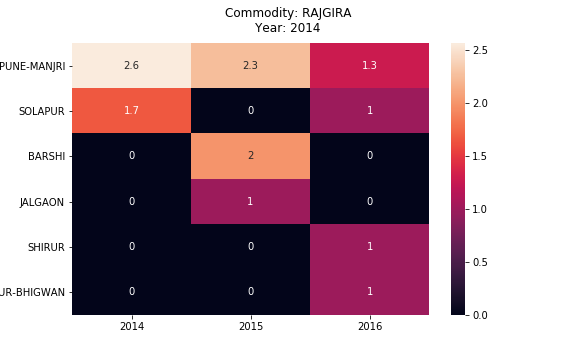 Commodity: RAJGIRA
Year: 2014
PUNE-MANJRI 2.6 2.3 1.3
SOLAPUR 1.7 0 1
BARSHI 0 2 0
JALGAON 0 1 0
SHIRUR 0 0 1
UR-BHIGWAN 0 0 1
2014 2015 2016
2.5
2.0
1.5
1.0
0.5
0.0